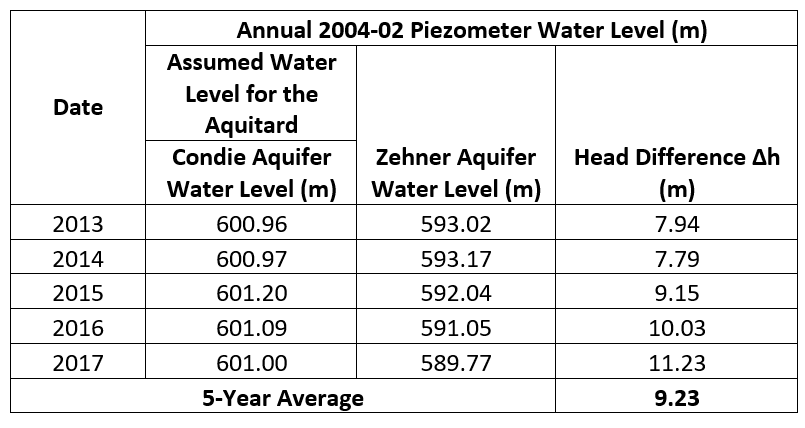 Annual 2004-02 Piezometer Water Level (m)
Date
Assumed Water
Level for the
Aquitard
Condie Aquifer
Water Level (m)
Zehner Aquifer
Water Level (m)
Head Difference Δh
(m)
2013 600.96 593.02 7.94
2014 600.97 593.17 7.79
2015 601.20 592.04 9.15
2016 601.09 591.05 10.03
2017 601.00 589.77 11.23
5-Year Average 9.23